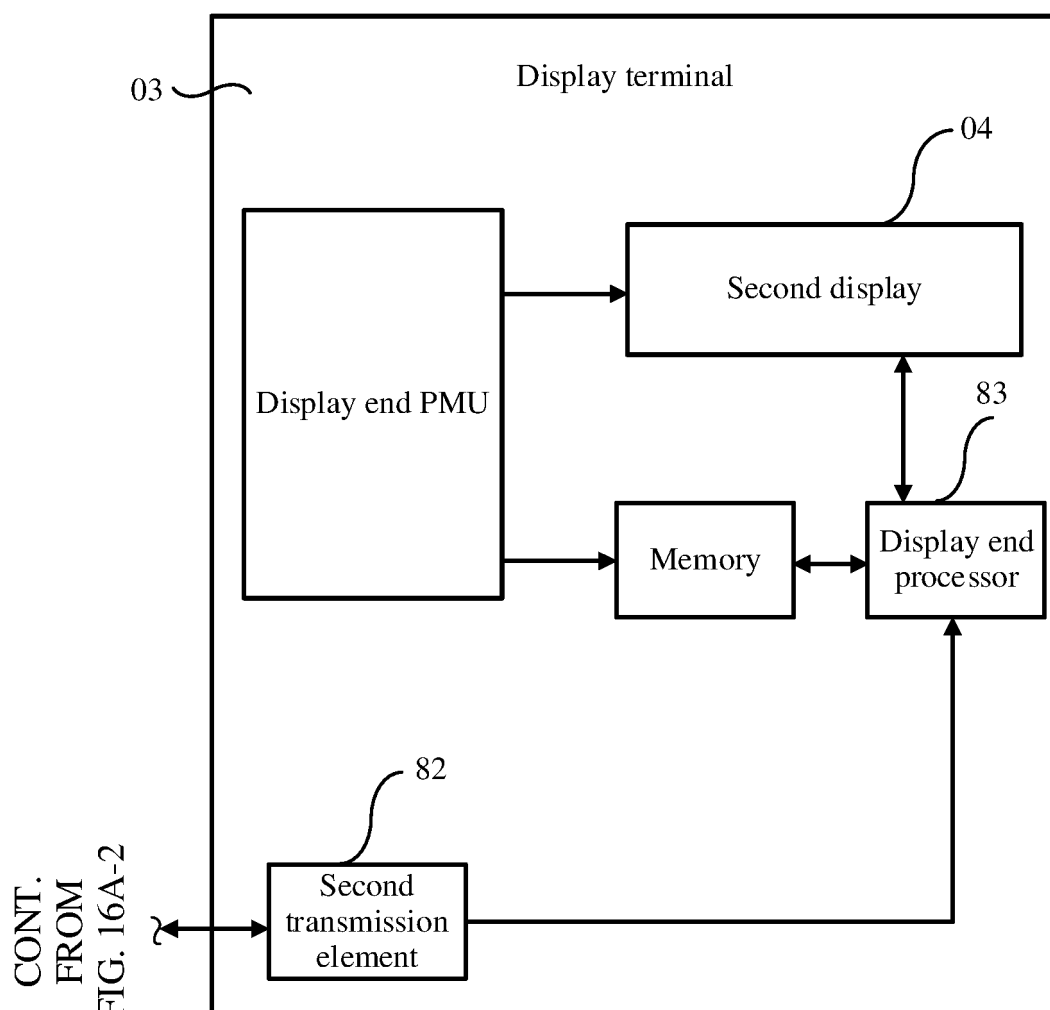 Display terminal
03
04
Second display
Display end PMU
83
Memory
Display end
processor
82
Second
transmission
element
CONT.
FROM
FIG. 16A-2